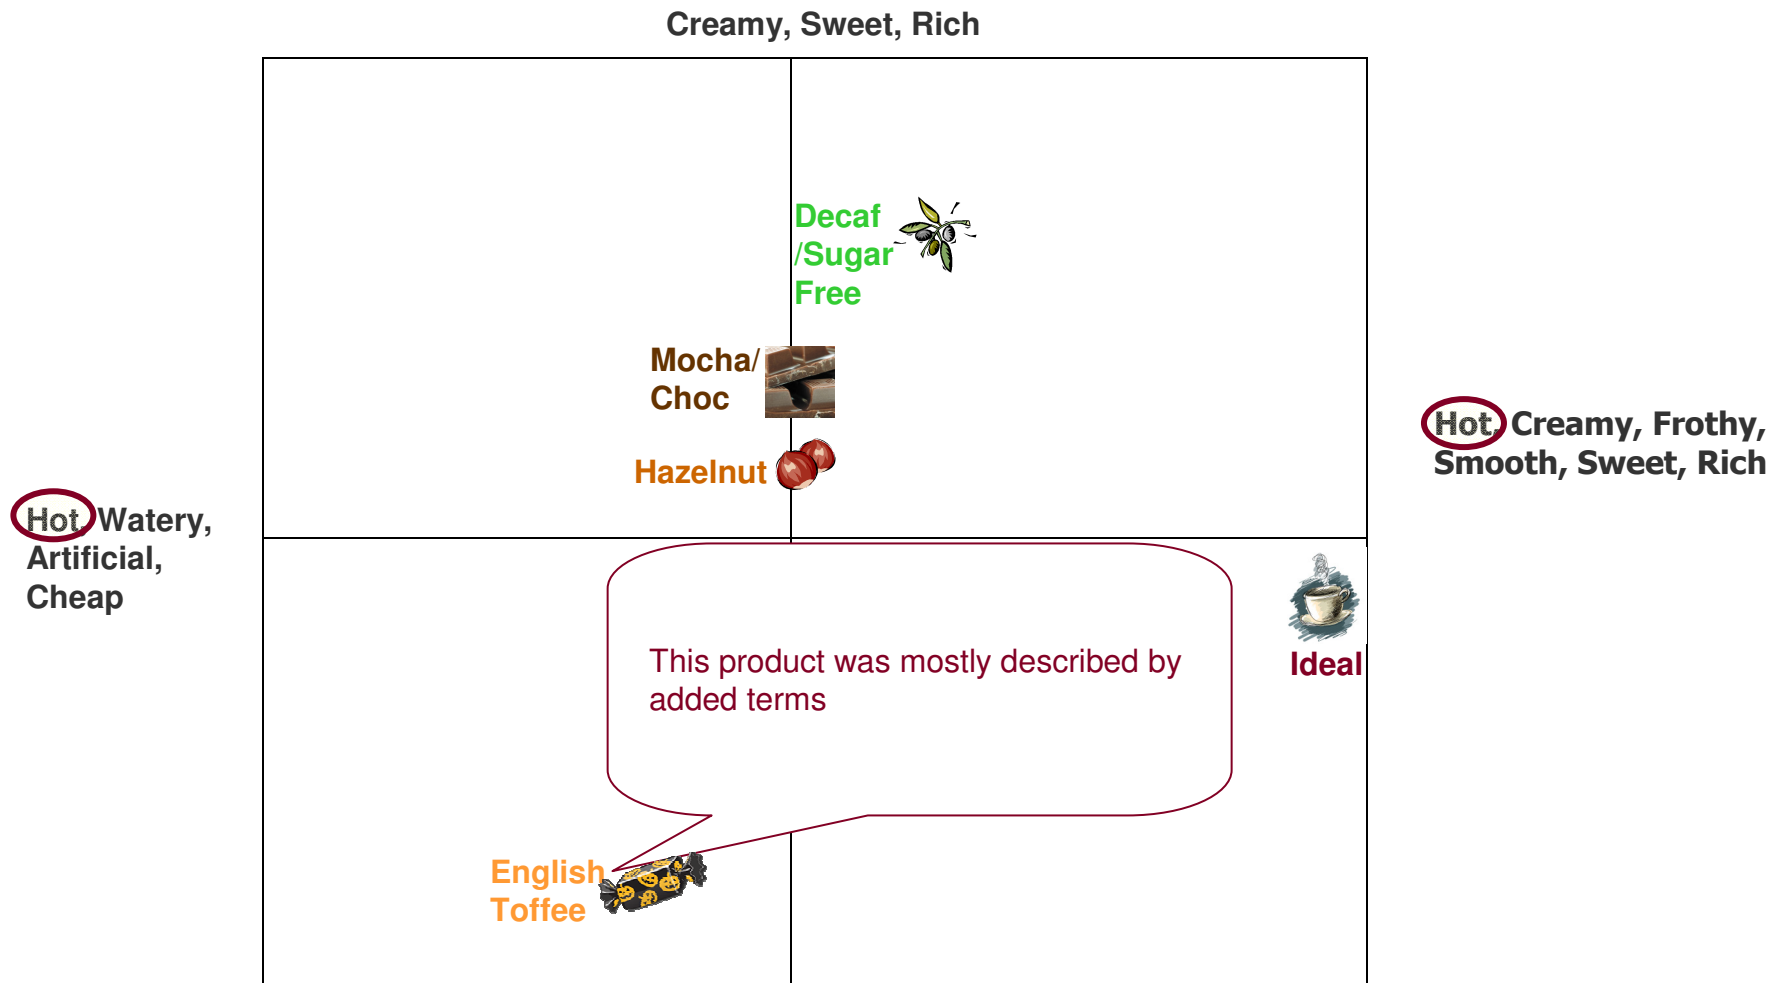 Creamy, Sweet, Rich
Decaf
/Sugar
Free
Mocha/
Choc
Hazelnut
Hot, Creamy, Frothy,
Smooth, Sweet, Rich
Hot, Watery,
Artificial,
Cheap
This product was mostly described by
added terms
Ideal
English
Toffee